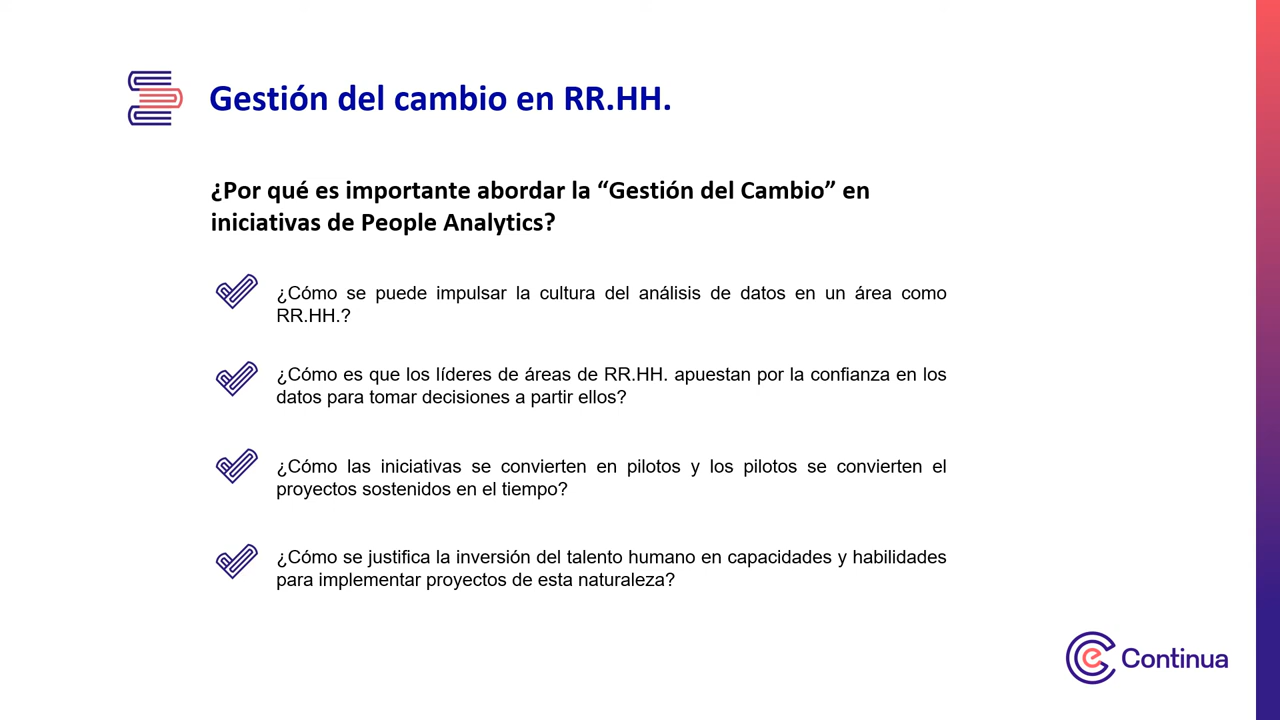 Gestión del cambio en RR.HH.
¿Por qué es importante abordar la “Gestión del Cambio” en
iniciativas de People Analytics?
¿Cómo se puede impulsar la cultura del análisis de datos en un área como
RR.HH.?
¿Cómo es que los líderes de áreas de RR.HH. apuestan por la confianza en los
datos para tomar decisiones a partir ellos?
¿Cómo las iniciativas se convierten en pilotos y los pilotos se convierten el
proyectos sostenidos en el tiempo?
¿Cómo se justifica la inversión del talento humano en capacidades y habilidades
para implementar proyectos de esta naturaleza?
Continua